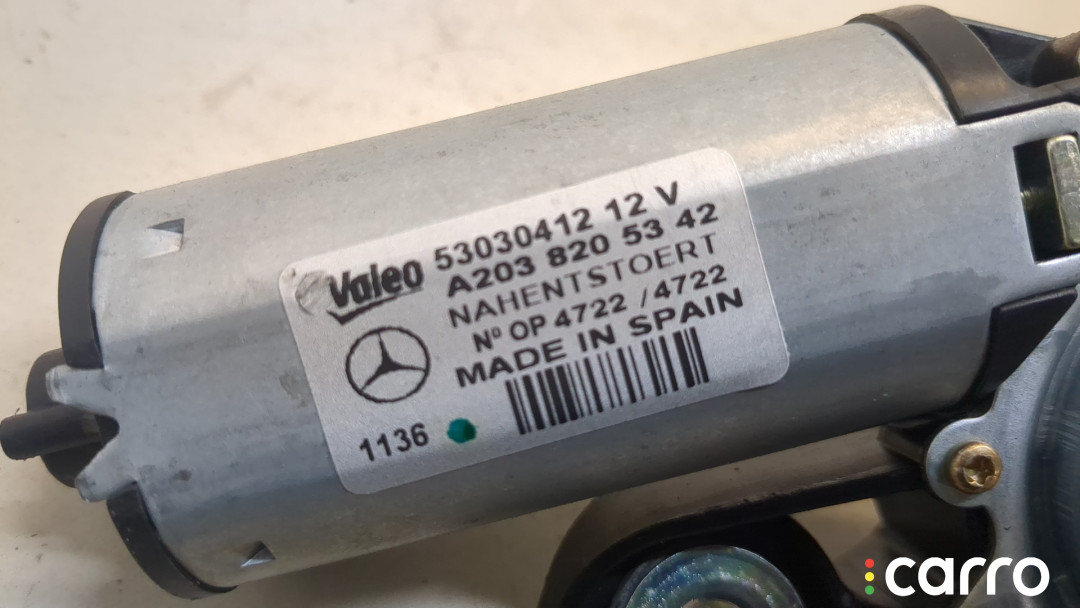 Valeo 53030412 12 V
A203 820 53 42
NAHENTSTOERT
Nº OP 4722 / 4722
MADE IN SPAIN
1136
carro